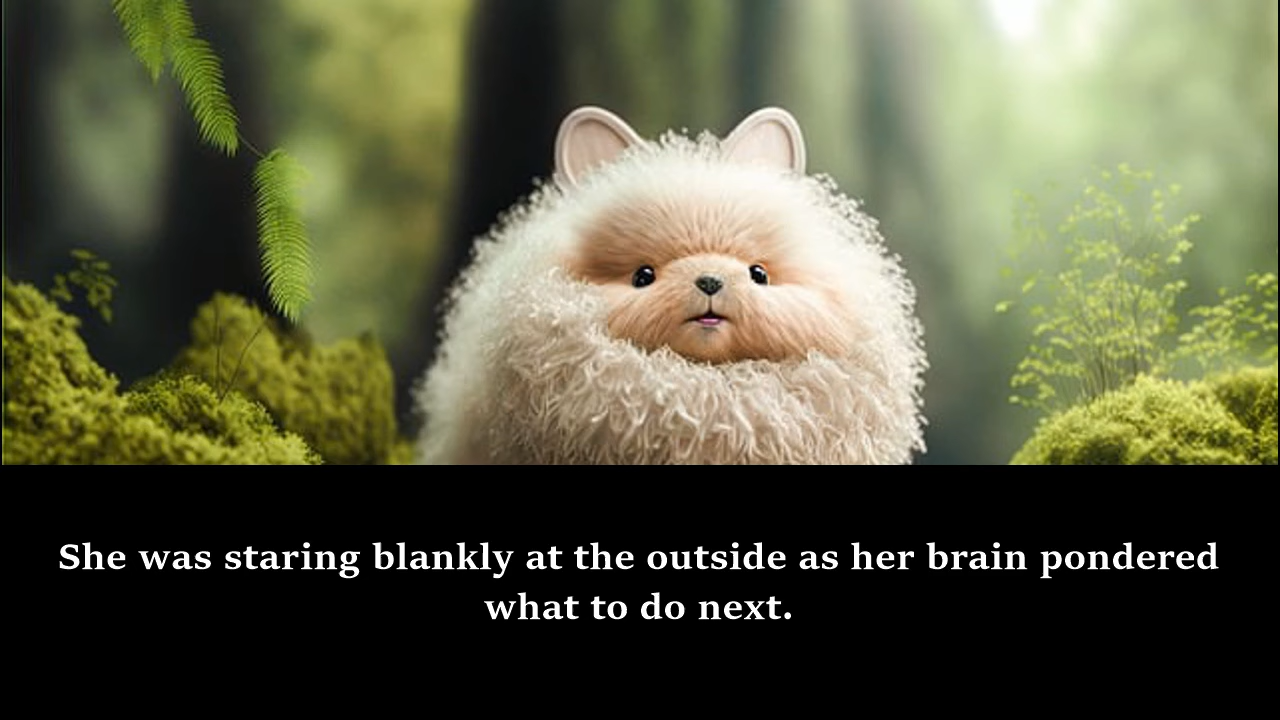 She was staring blankly at the outside as her brain pondered
what to do next.